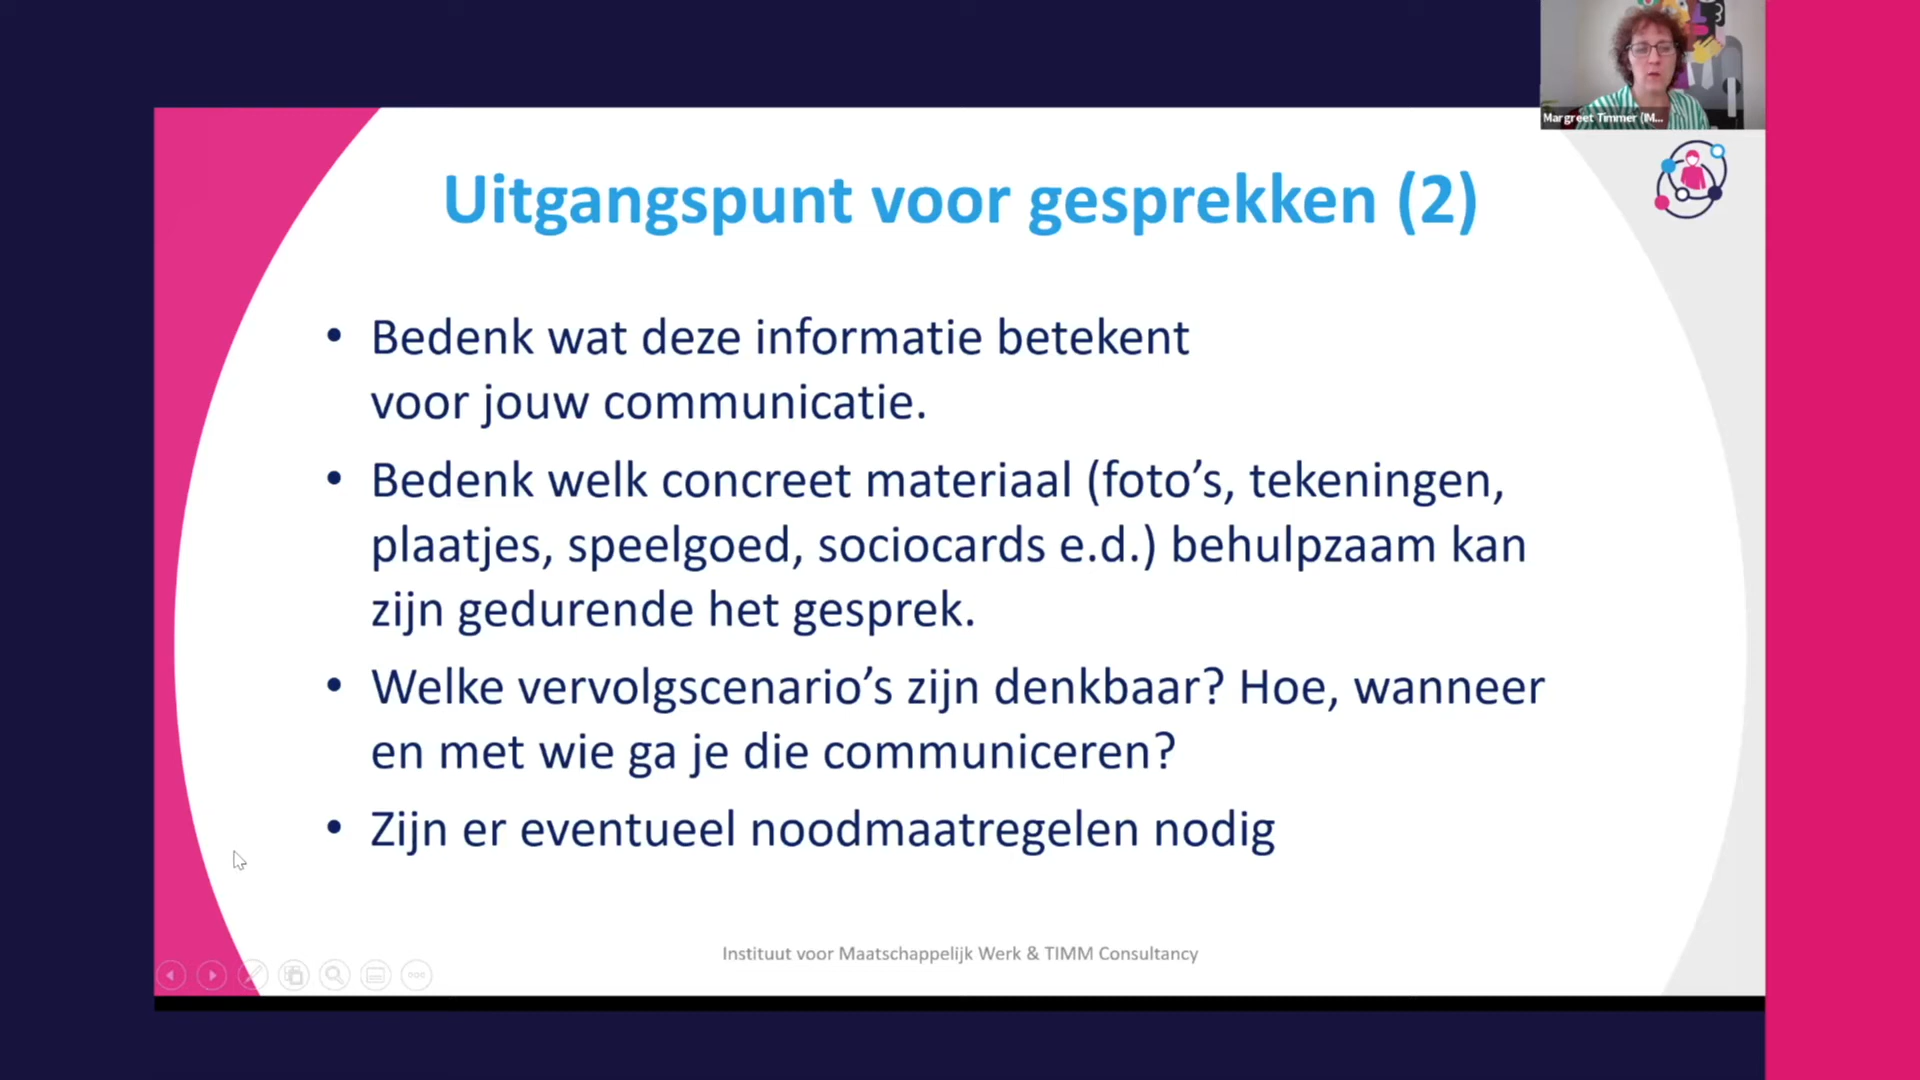 Margreet Timmer (IM...
Uitgangspunt voor gesprekken (2)
• Bedenk wat deze informatie betekent
voor jouw communicatie.
• Bedenk welk concreet materiaal (foto’s, tekeningen,
plaatjes, speelgoed, sociocards e.d.) behulpzaam kan
zijn gedurende het gesprek.
• Welke vervolgscenario’s zijn denkbaar? Hoe, wanneer
en met wie ga je die communiceren?
• Zijn er eventueel noodmaatregelen nodig
Instituut voor Maatschappelijk Werk & TIMM Consultancy